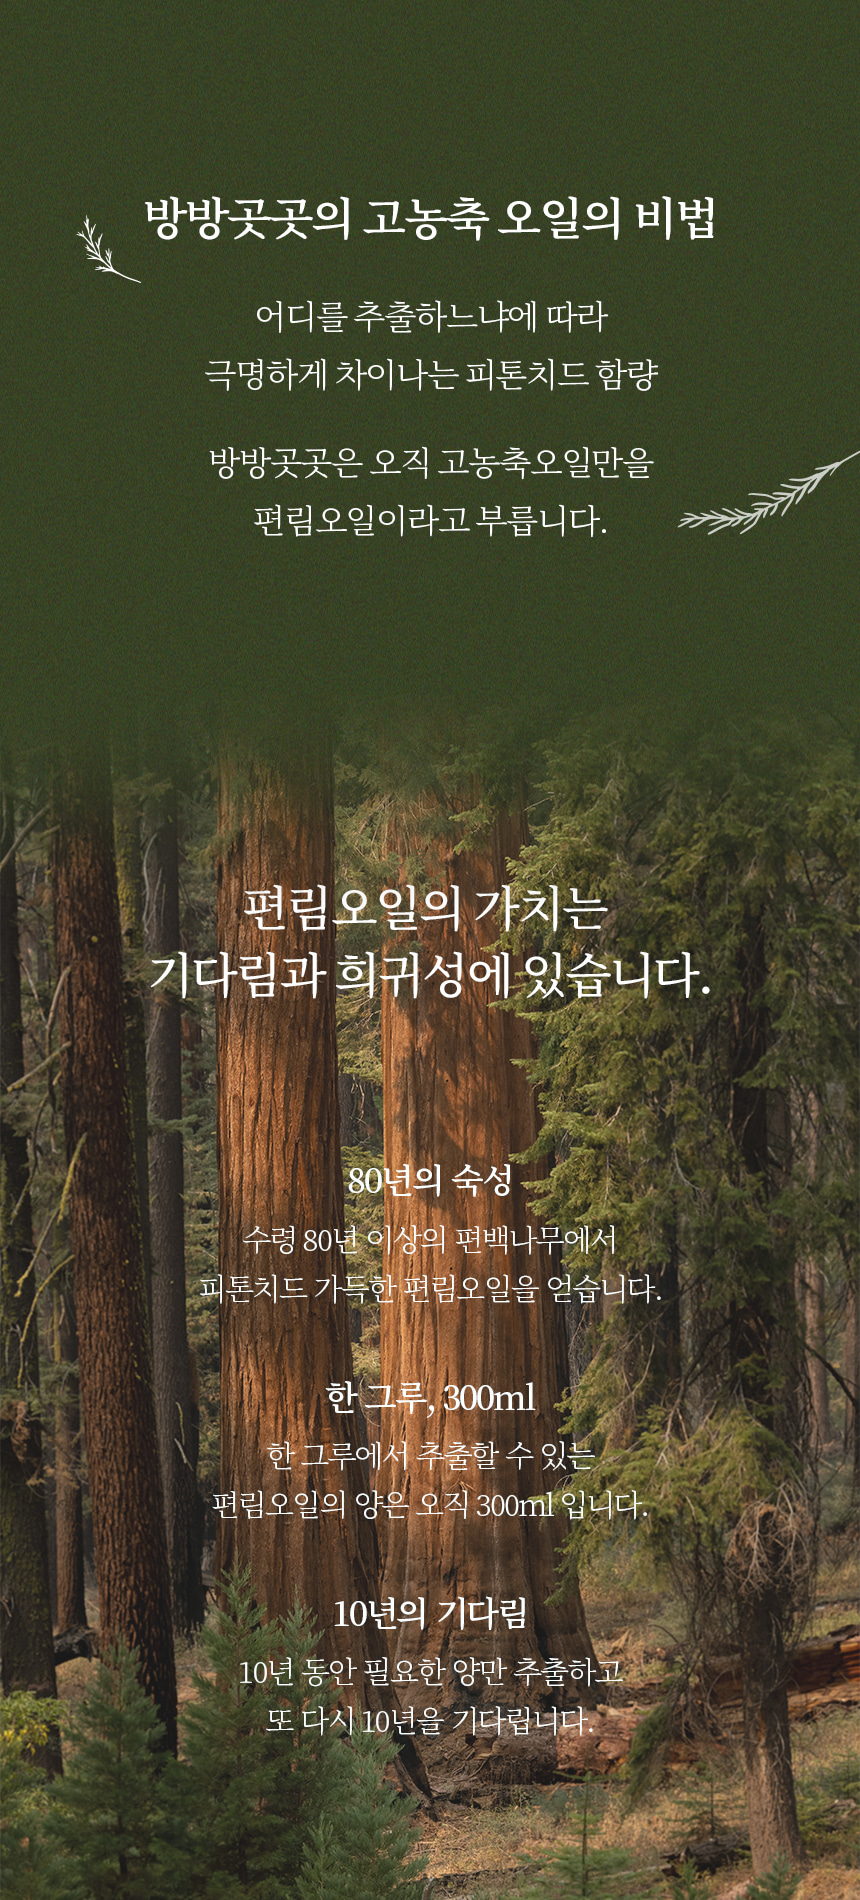 방방곳곳의 고농축 오일의 비법
어디를 추출하느냐에 따라
극명하게 차이나는 피톤치드 함량
방방곳곳은 오직 고농축오일만을
편림오일이라고 부릅니다.
편림오일의 가치는
기다림과 희귀성에 있습니다.
80년의 숙성
수령 80년 이상의 편백나무에서
피톤치드 가득한 편림오일을 얻습니다.
한 그루, 300ml
한 그루에서 추출할 수 있는
편림오일의 양은 오직 300ml 입니다.
10년의 기다림
10년 동안 필요한 양만 추출하고
또 다시 10년을 기다립니다.